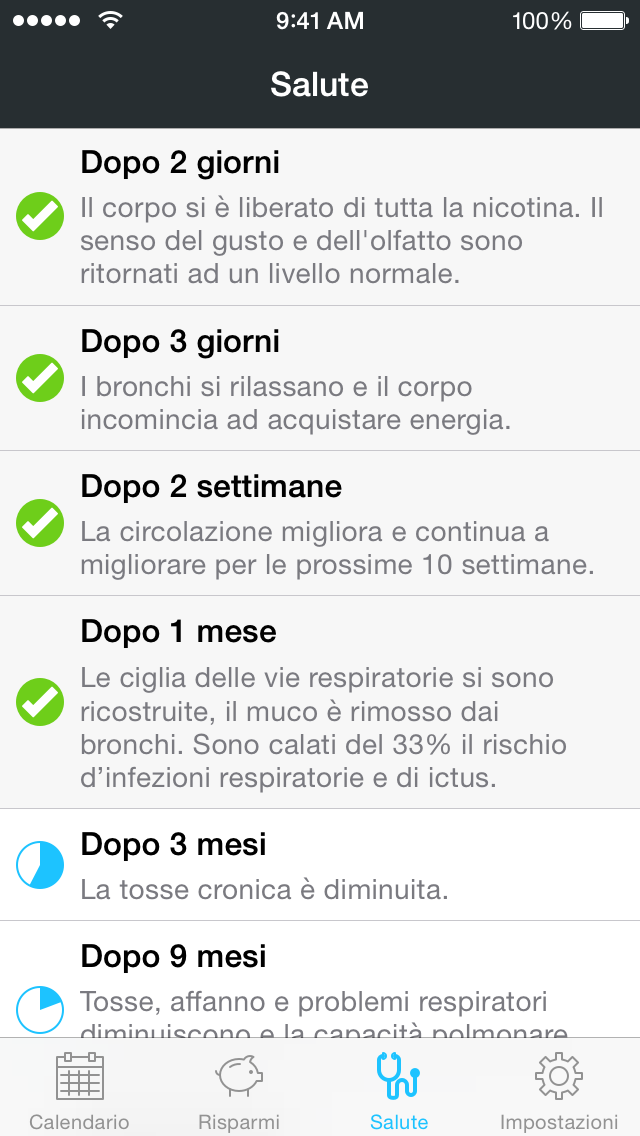 9:41 AM 100%
Salute
Dopo 2 giorni
Il corpo si è liberato di tutta la nicotina. Il
senso del gusto e dell'olfatto sono
ritornati ad un livello normale.
Dopo 3 giorni
I bronchi si rilassano e il corpo
incomincia ad acquistare energia.
Dopo 2 settimane
La circolazione migliora e continua a
migliorare per le prossime 10 settimane.
Dopo 1 mese
Le ciglia delle vie respiratorie si sono
ricostruite, il muco è rimosso dai
bronchi. Sono calati del 33% il rischio
d’infezioni respiratorie e di ictus.
Dopo 3 mesi
La tosse cronica è diminuita.
Dopo 9 mesi
Tosse, affanno e problemi respiratori
diminuiscono e la capacità polmonare
Calendario Risparmi Salute Impostazioni